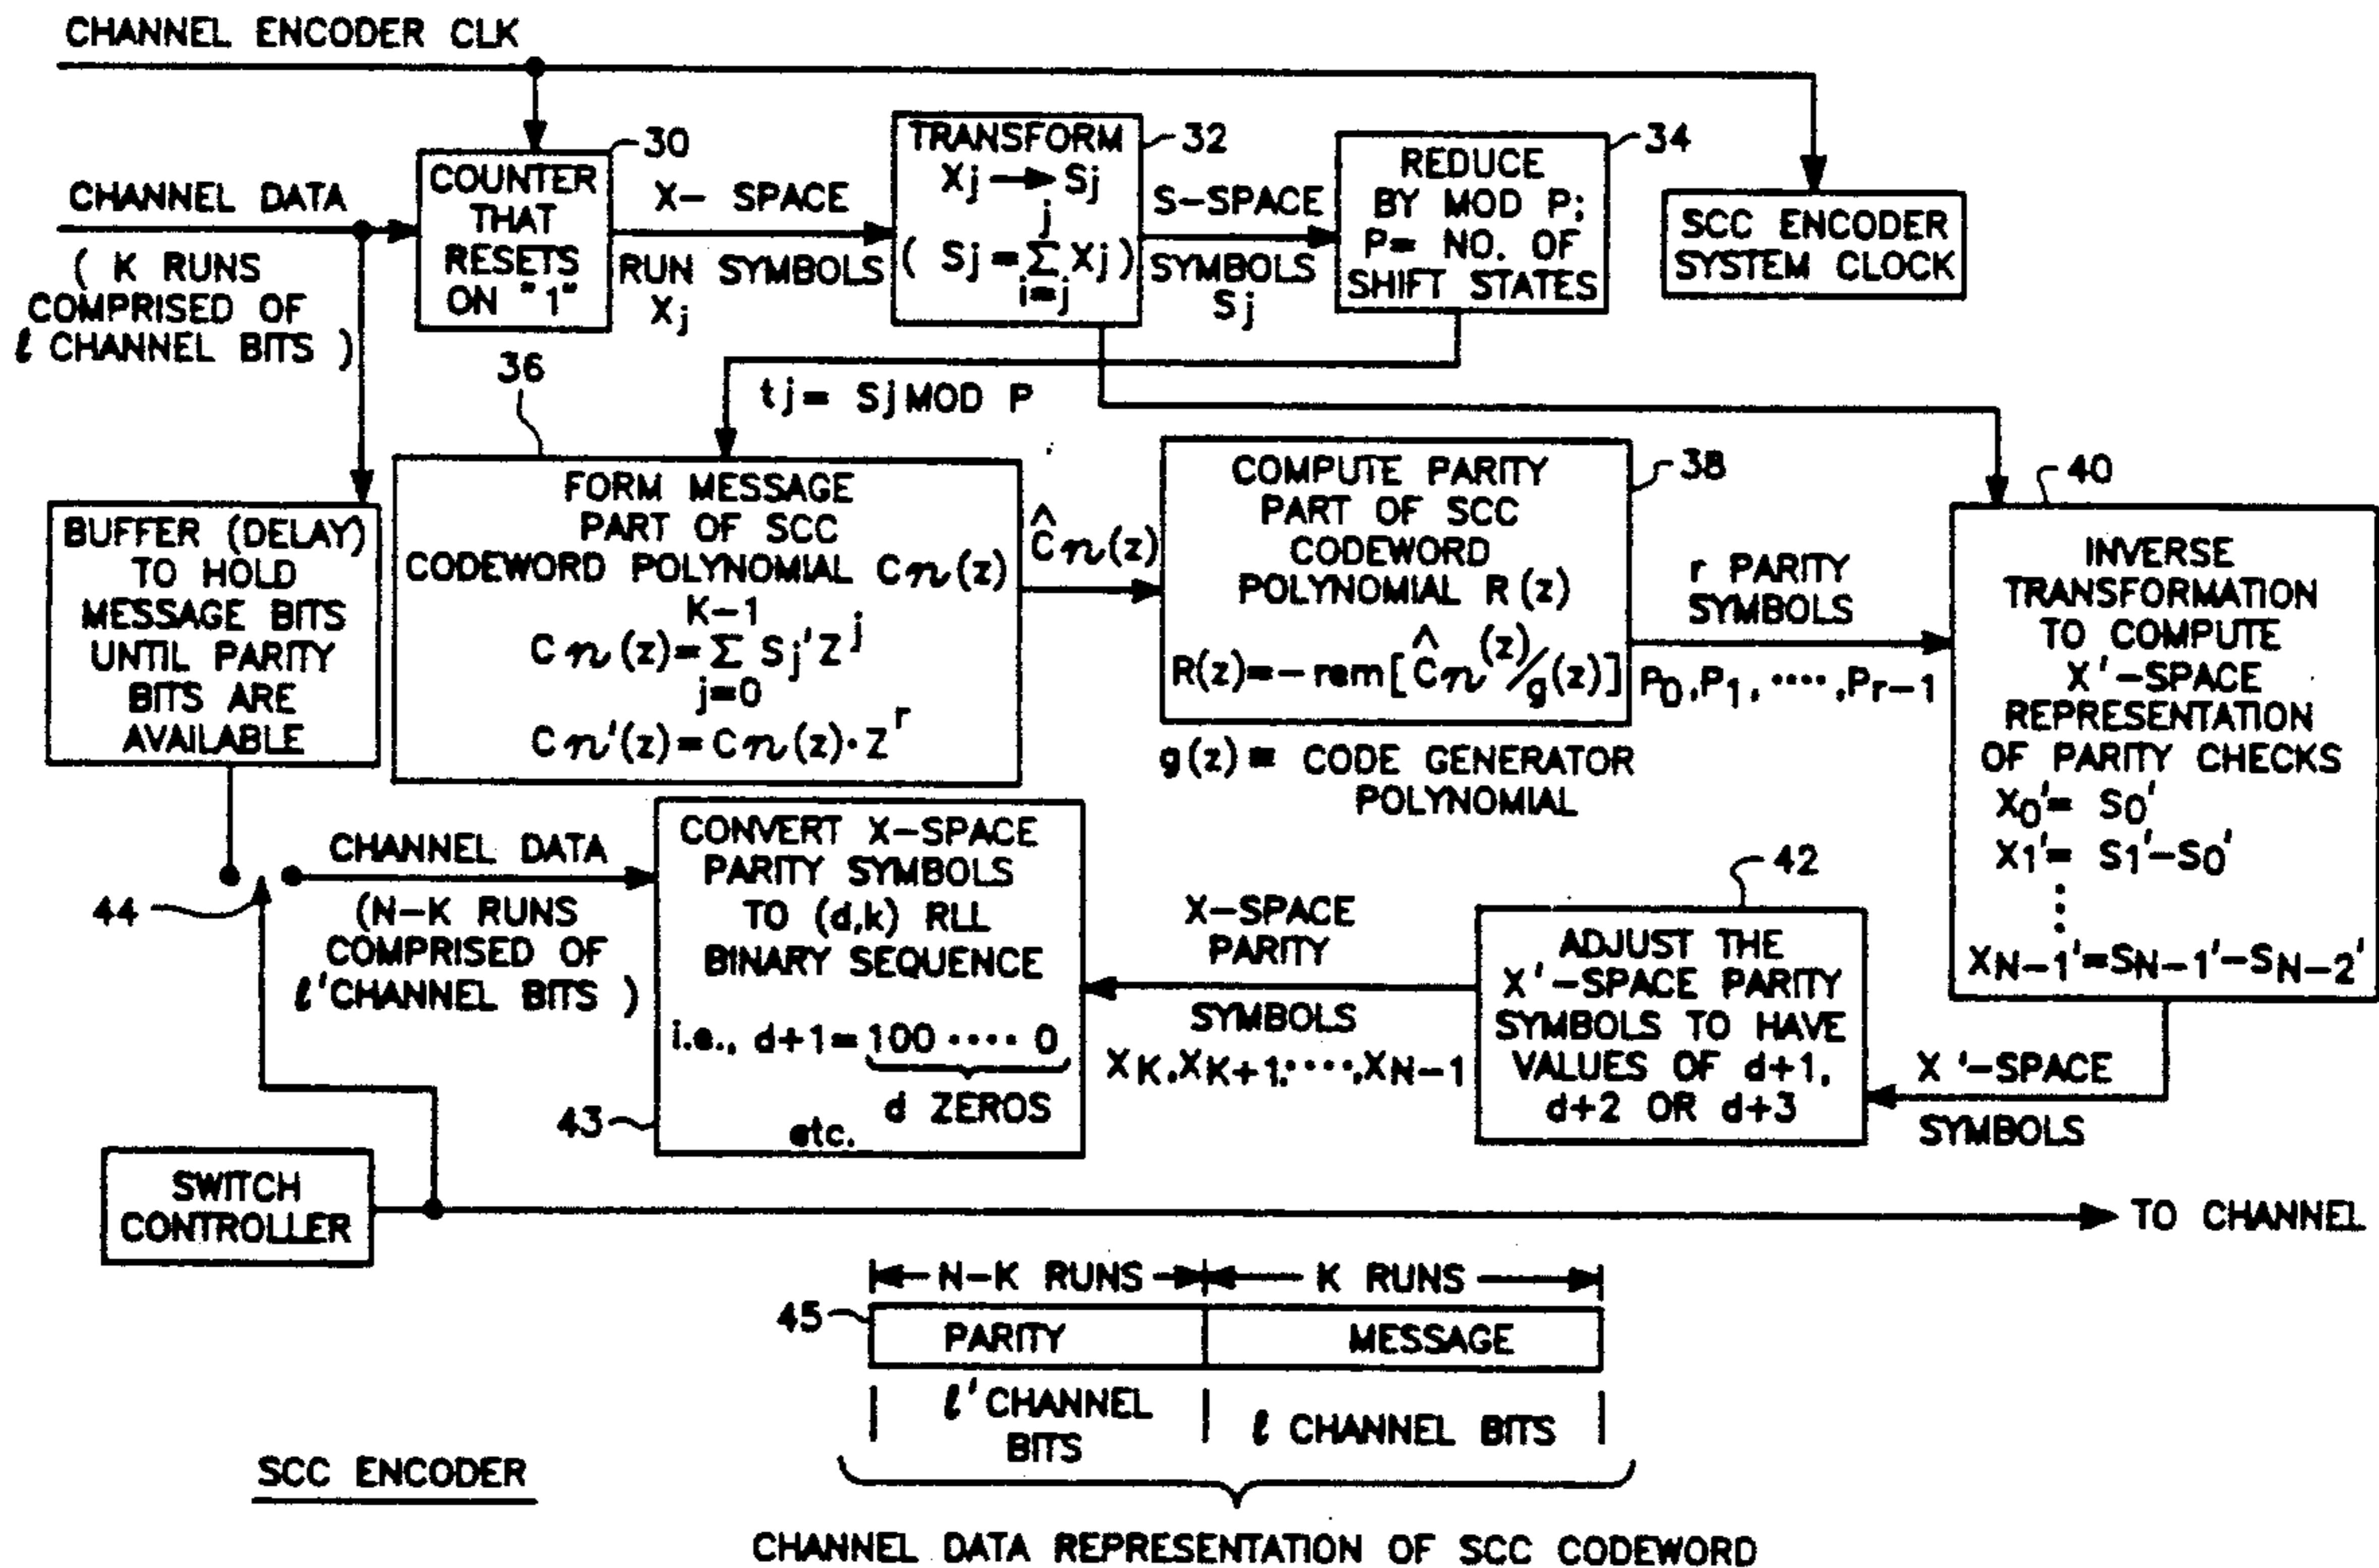 CHANNEL ENCODER CLK
30
32
34
CHANNEL DATA
( K RUNS
COMPRISED OF
ℓ CHANNEL BITS )
COUNTER
THAT
RESETS
ON "1"
X- SPACE
RUN SYMBOLS
Xj
TRANSFORM
Xj → Sj
j
( Sj = Σ Xj )
i=j
S-SPACE
SYMBOLS
Sj
REDUCE
BY MOD P;
P= NO. OF
SHIFT STATES
SCC ENCODER
SYSTEM CLOCK
tj= Sj MOD P
36
38
40
BUFFER (DELAY)
TO HOLD
MESSAGE BITS
UNTIL PARITY
BITS ARE
AVAILABLE
FORM MESSAGE
PART OF SCC
CODEWORD POLYNOMIAL Cn(z)
K-1
Cn(z)= Σ Sj'Z^j
j=0
Cn'(z)=Cn(z)·Z^r
Ĉn(z)
COMPUTE PARITY
PART OF SCC
CODEWORD
POLYNOMIAL R(z)
R(z)=-rem[Ĉn(z)/g(z)]
g(z) ≡ CODE GENERATOR
POLYNOMIAL
r PARITY
SYMBOLS
P0,P1, ····,Pr-1
INVERSE
TRANSFORMATION
TO COMPUTE
X'-SPACE
REPRESENTATION
OF PARITY CHECKS
X0'= S0'
X1'= S1'-S0'
⋮
XN-1'=SN-1'-SN-2'
44
CHANNEL DATA
(N-K RUNS
COMPRISED OF
ℓ'CHANNEL BITS )
CONVERT X-SPACE
PARITY SYMBOLS
TO (d,k) RLL
BINARY SEQUENCE
i.e., d+1=100 ···· 0
d ZEROS
etc.
43
X-SPACE
PARITY
SYMBOLS
XK,XK+1,····,XN-1
42
ADJUST THE
X'-SPACE PARITY
SYMBOLS TO HAVE
VALUES OF d+1,
d+2 OR d+3
X'-SPACE
SYMBOLS
SWITCH
CONTROLLER
TO CHANNEL
N-K RUNS
K RUNS
45
PARITY
MESSAGE
ℓ' CHANNEL
BITS
ℓ CHANNEL BITS
SCC ENCODER
CHANNEL DATA REPRESENTATION OF SCC CODEWORD